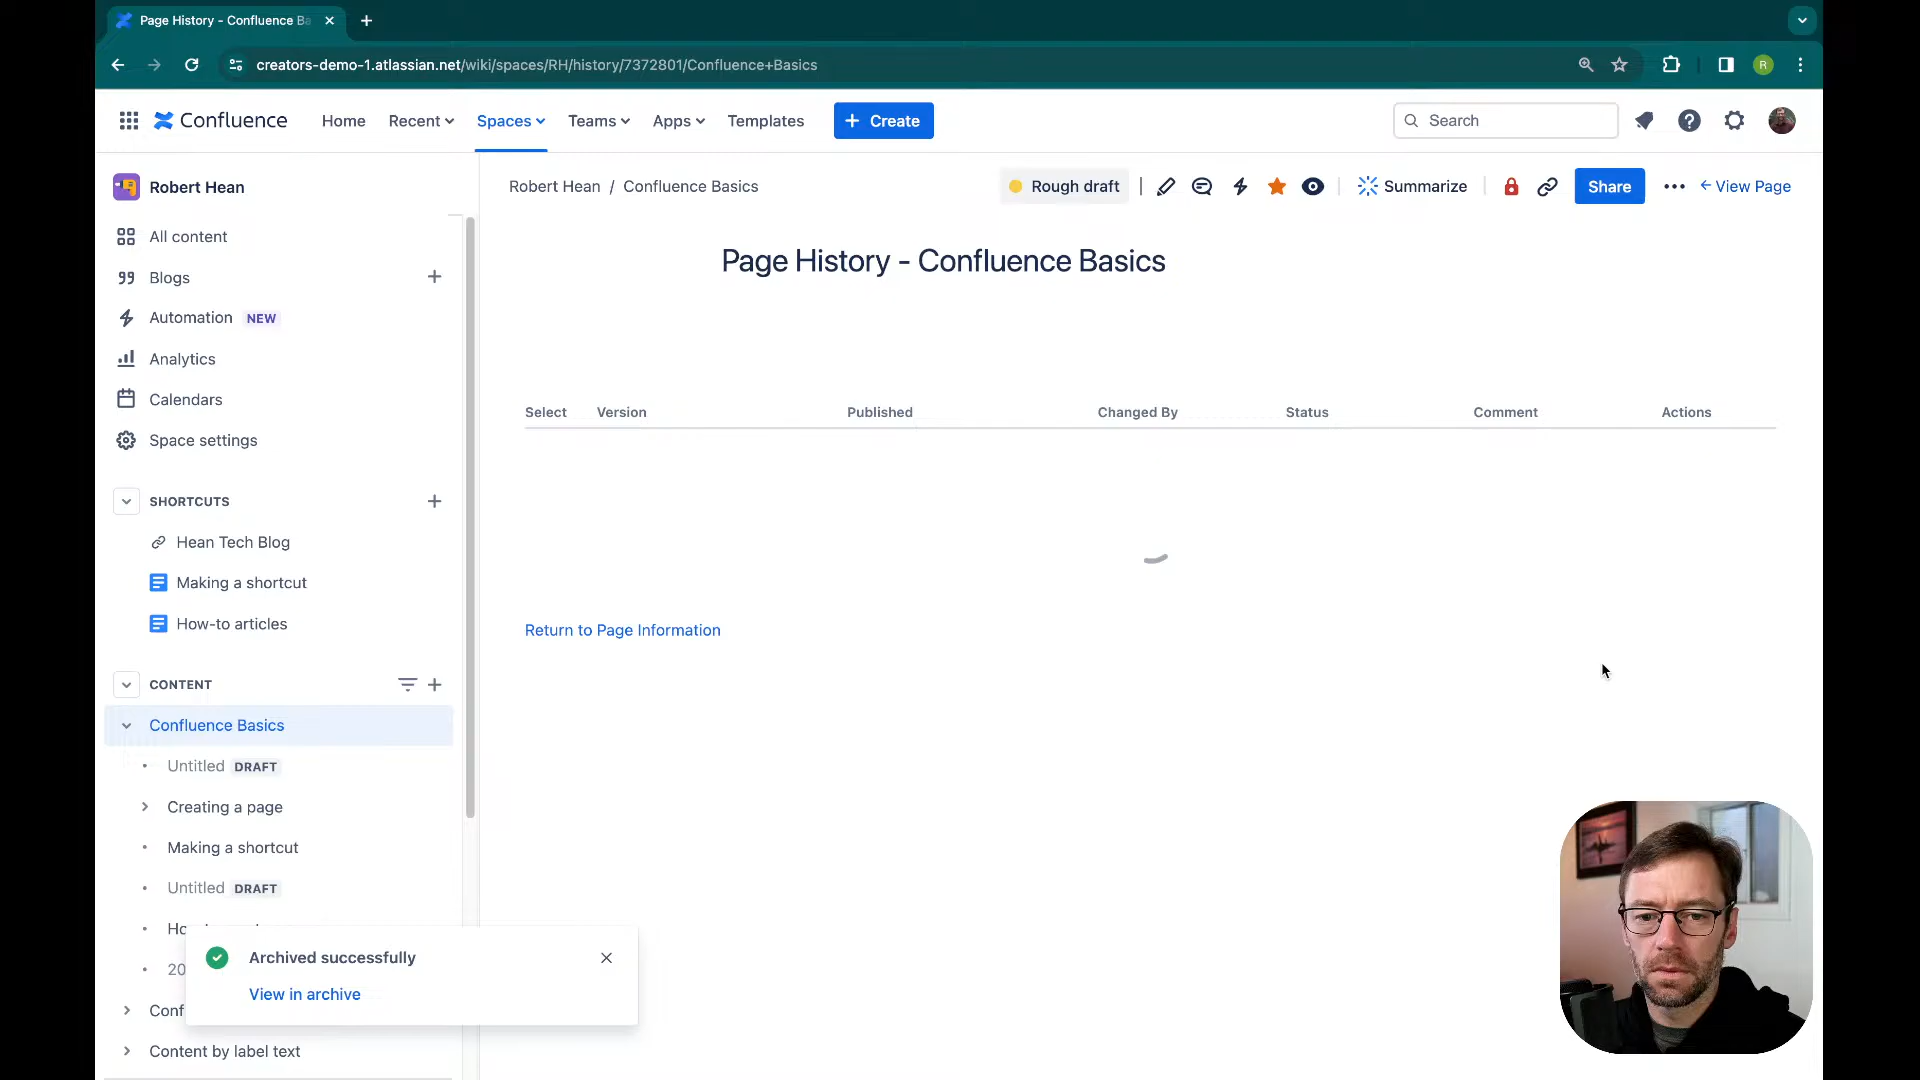 Page History - Confluence Ba
creators-demo-1.atlassian.net/wiki/spaces/RH/history/7372801/Confluence+Basics
R
Confluence
Home
Recent
Spaces
Teams
Apps
Templates
+ Create
Search
Robert Hean
Robert Hean / Confluence Basics
Rough draft
Summarize
Share
View Page
All content
Blogs
Automation NEW
Analytics
Calendars
Space settings
SHORTCUTS
Hean Tech Blog
Making a shortcut
How-to articles
CONTENT
Confluence Basics
Untitled DRAFT
Creating a page
Making a shortcut
Untitled DRAFT
Ho
20
Conf
Content by label text
Page History - Confluence Basics
Select Version Published Changed By Status Comment Actions
Return to Page Information
Archived successfully
View in archive